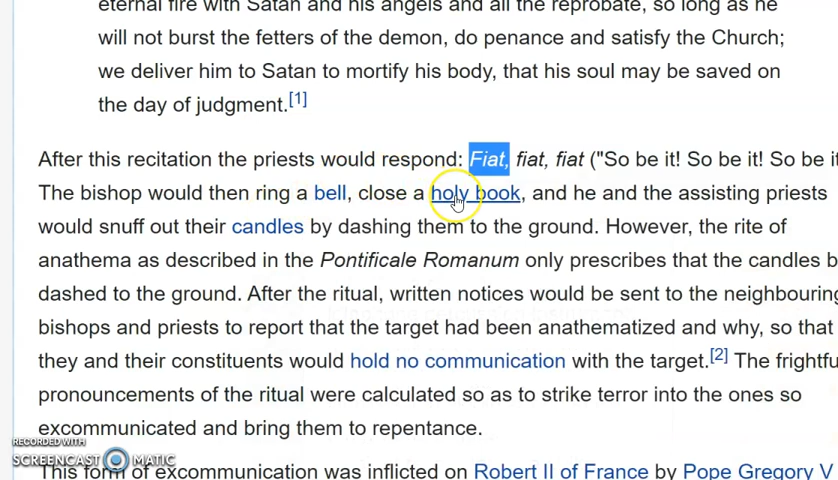 eternal fire with Satan and his angels and all the reprobate, so long as he
will not burst the fetters of the demon, do penance and satisfy the Church;
we deliver him to Satan to mortify his body, that his soul may be saved on
the day of judgment.[1]
After this recitation the priests would respond: Fiat, fiat, fiat ("So be it! So be it! So be it
The bishop would then ring a bell, close a holy book, and he and the assisting priests
would snuff out their candles by dashing them to the ground. However, the rite of
anathema as described in the Pontificale Romanum only prescribes that the candles b
dashed to the ground. After the ritual, written notices would be sent to the neighbouring
bishops and priests to report that the target had been anathematized and why, so that
they and their constituents would hold no communication with the target.[2] The frightfu
pronouncements of the ritual were calculated so as to strike terror into the ones so
excommunicated and bring them to repentance.
RECORDED WITH
SCREENCAST MATIC
This form of excommunication was inflicted on Robert II of France by Pope Gregory V